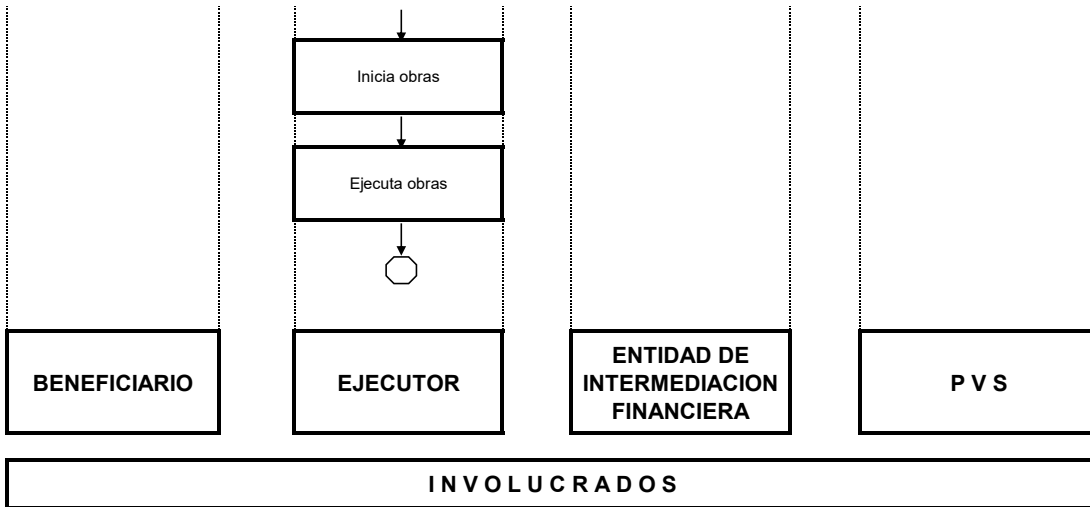 Inicia obras
Ejecuta obras
BENEFICIARIO
EJECUTOR
ENTIDAD DE
INTERMEDIACION
FINANCIERA
P V S
I N V O L U C R A D O S